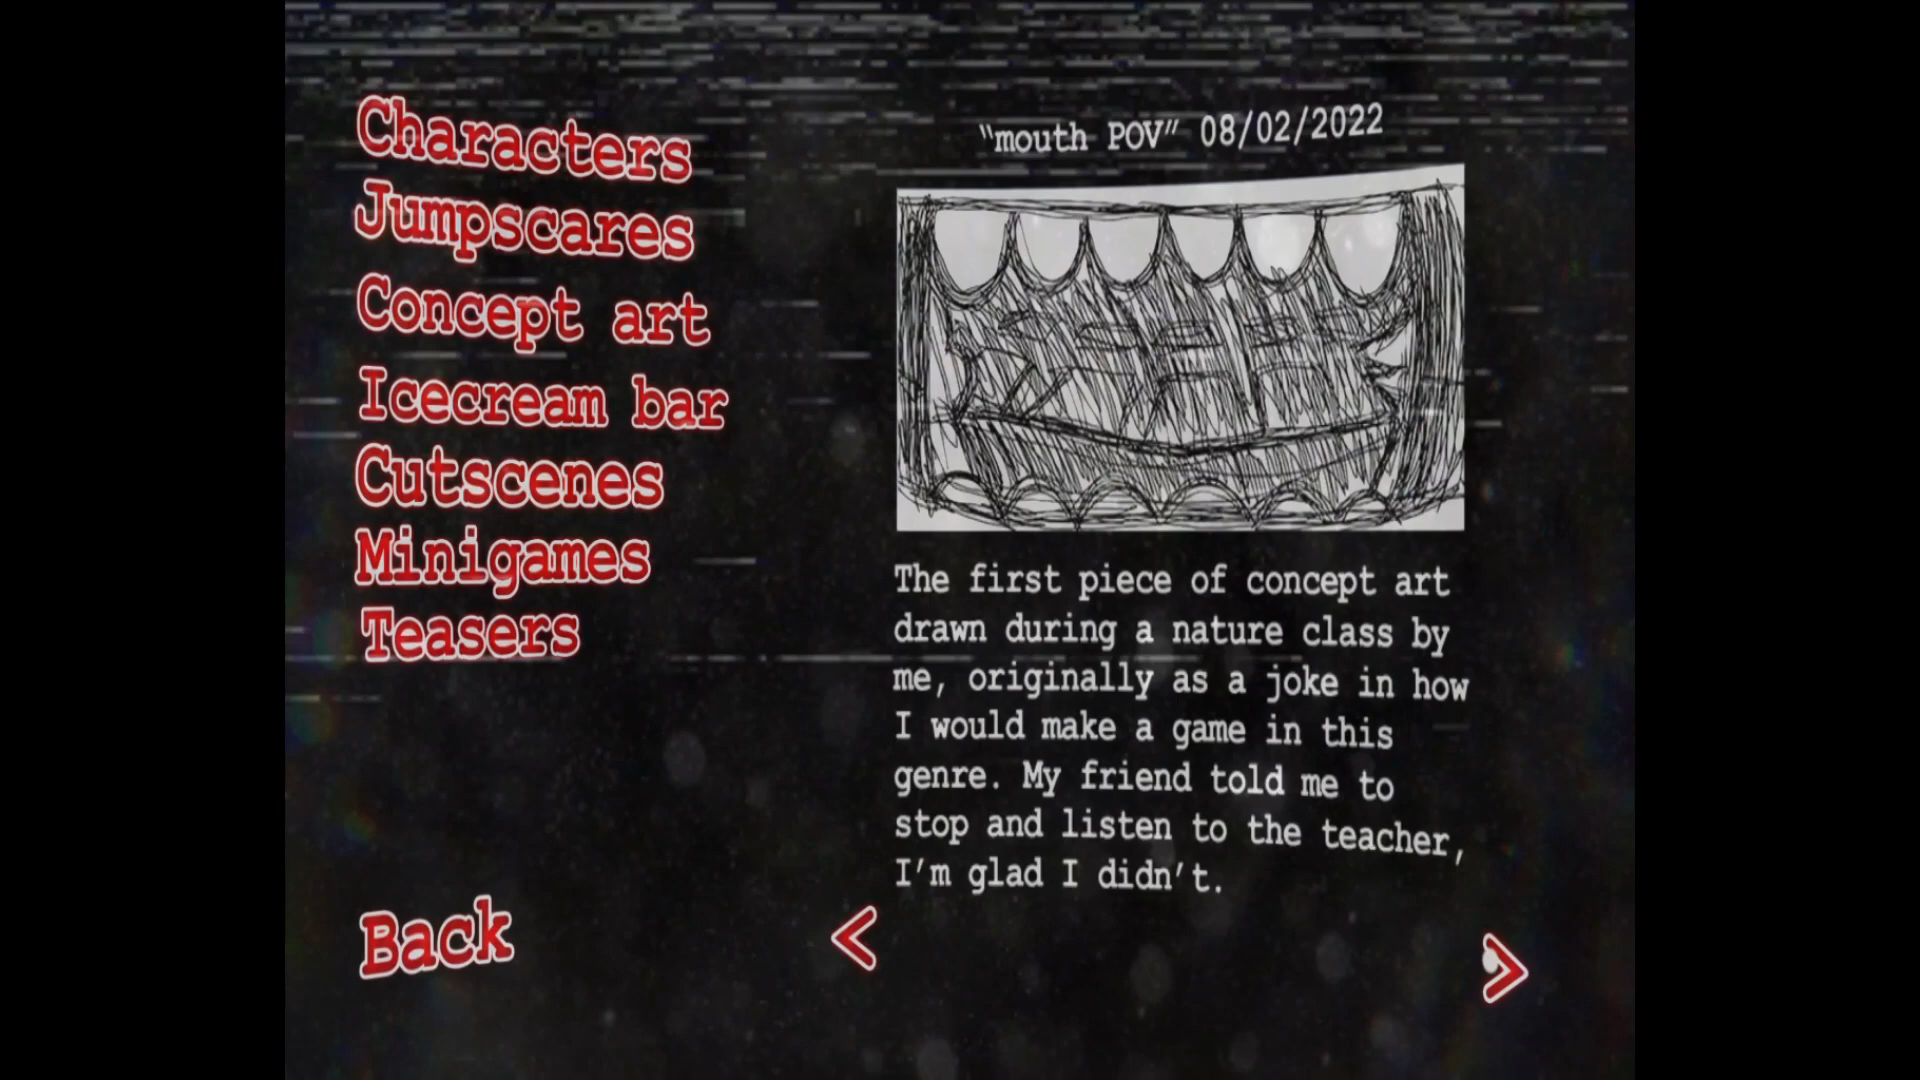 Characters
Jumpscares
Concept art
Icecream bar
Cutscenes
Minigames
Teasers
Back
"mouth POV" 08/02/2022
The first piece of concept art
drawn during a nature class by
me, originally as a joke in how
I would make a game in this
genre. My friend told me to
stop and listen to the teacher,
I'm glad I didn't.
< >